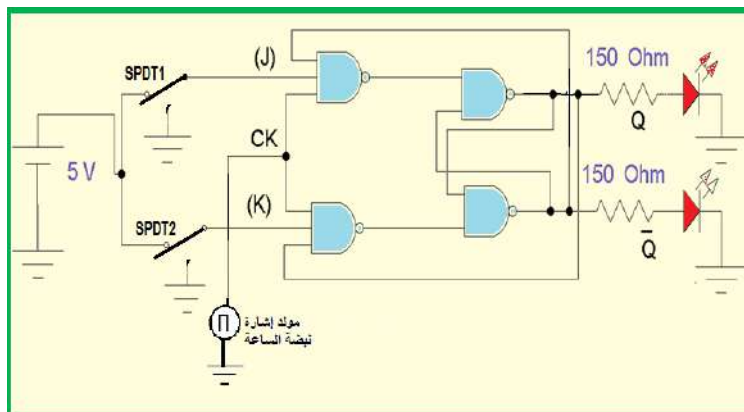 (J)
150 Ohm
SPDT1
Q
CK
5 V
150 Ohm
(K)
SPDT2
Q̅
مولد إشارة
نبضة الساعة